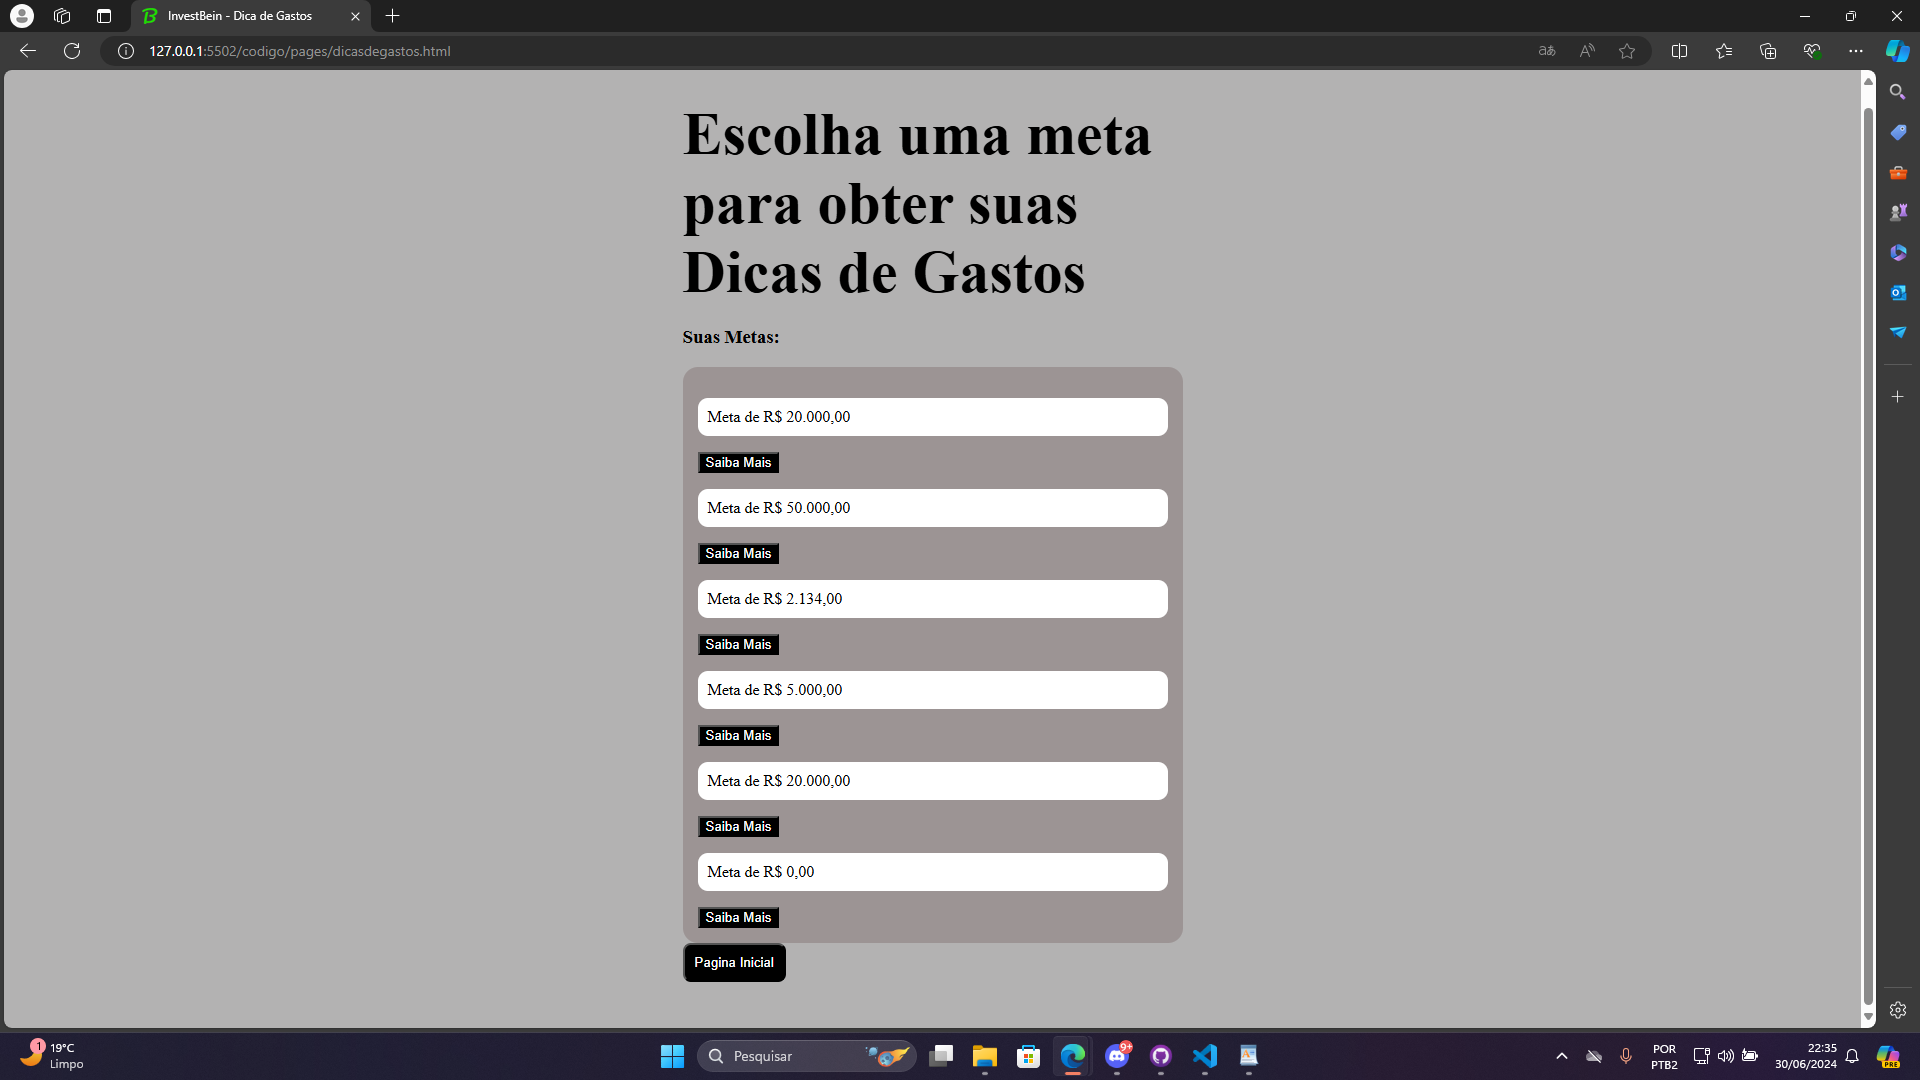 InvestBein - Dica de Gastos
127.0.0.1:5502/codigo/pages/dicasdegastos.html
Escolha uma meta
para obter suas
Dicas de Gastos
Suas Metas:
Meta de R$ 20.000,00
Saiba Mais
Meta de R$ 50.000,00
Saiba Mais
Meta de R$ 2.134,00
Saiba Mais
Meta de R$ 5.000,00
Saiba Mais
Meta de R$ 20.000,00
Saiba Mais
Meta de R$ 0,00
Saiba Mais
Pagina Inicial
1
19°C
Limpo
Pesquisar
9+
POR
PTB2
22:35
30/06/2024
PRE